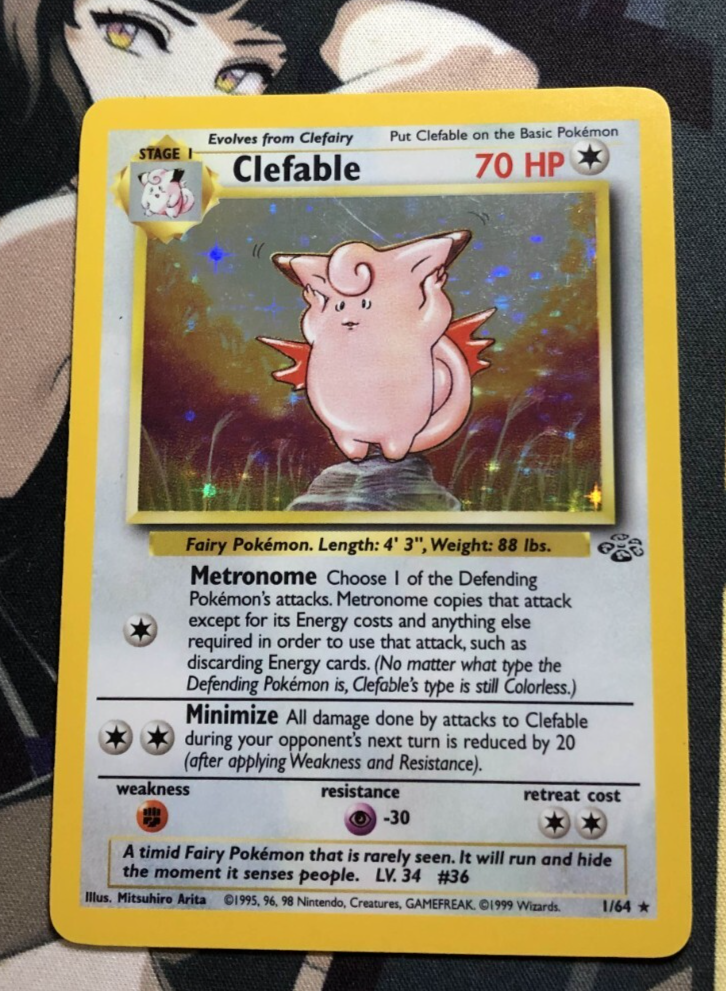 Evolves from Clefairy Put Clefable on the Basic Pokémon
STAGE 1 Clefable 70 HP
Fairy Pokémon. Length: 4' 3", Weight: 88 lbs.
Metronome Choose 1 of the Defending
Pokémon's attacks. Metronome copies that attack
except for its Energy costs and anything else
required in order to use that attack, such as
discarding Energy cards. (No matter what type the
Defending Pokémon is, Clefable's type is still Colorless.)
Minimize All damage done by attacks to Clefable
during your opponent's next turn is reduced by 20
(after applying Weakness and Resistance).
weakness resistance retreat cost
-30
A timid Fairy Pokémon that is rarely seen. It will run and hide
the moment it senses people. LV. 34 #36
Illus. Mitsuhiro Arita ©1995, 96, 98 Nintendo, Creatures, GAMEFREAK. ©1999 Wizards. 1/64 ★